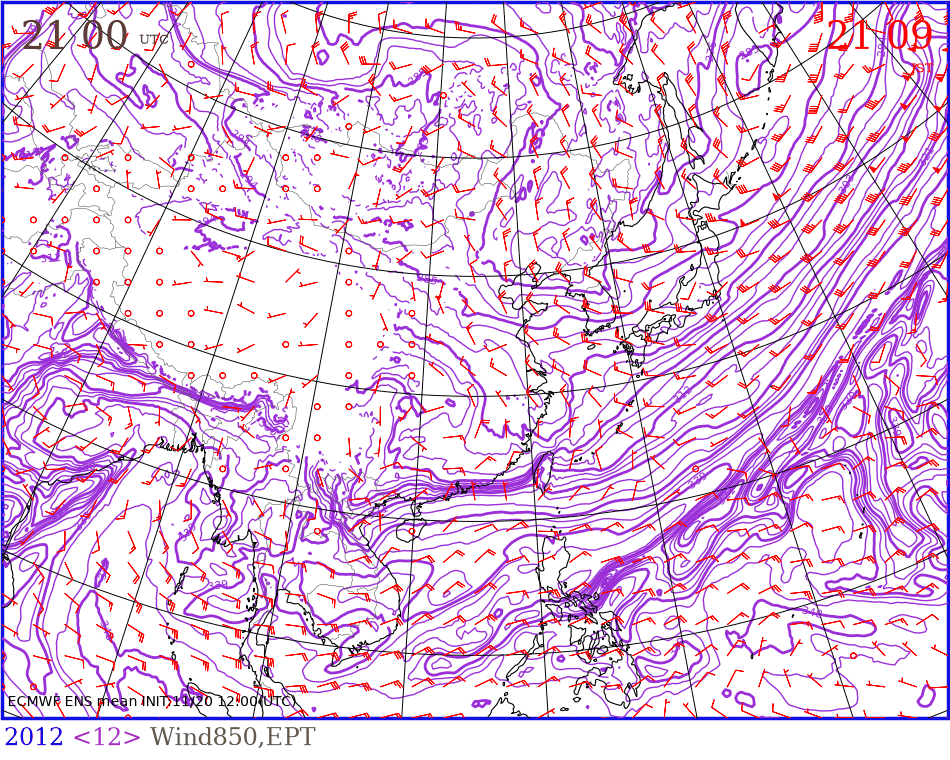 21 00 UTC
21 09
ECMWF ENS mean INIT:11/20 12:00(UTC)
2012 <12> Wind850,EPT